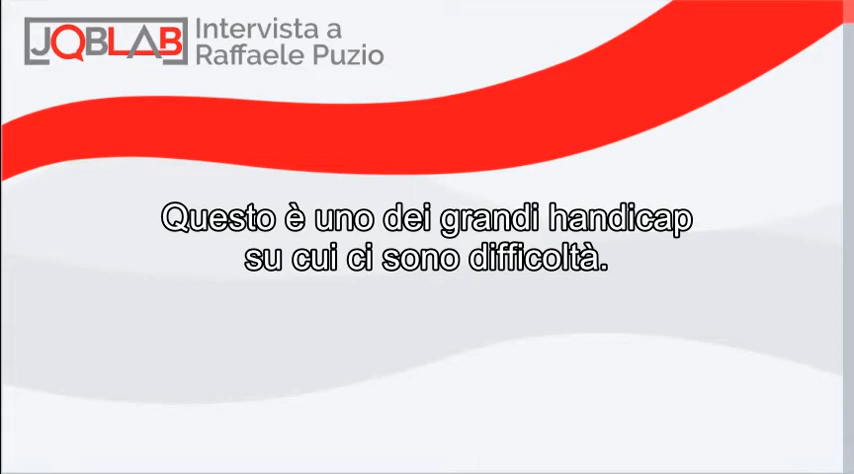 JOBLAB
Intervista a
Raffaele Puzio
Questo è uno dei grandi handicap
su cui ci sono difficoltà.